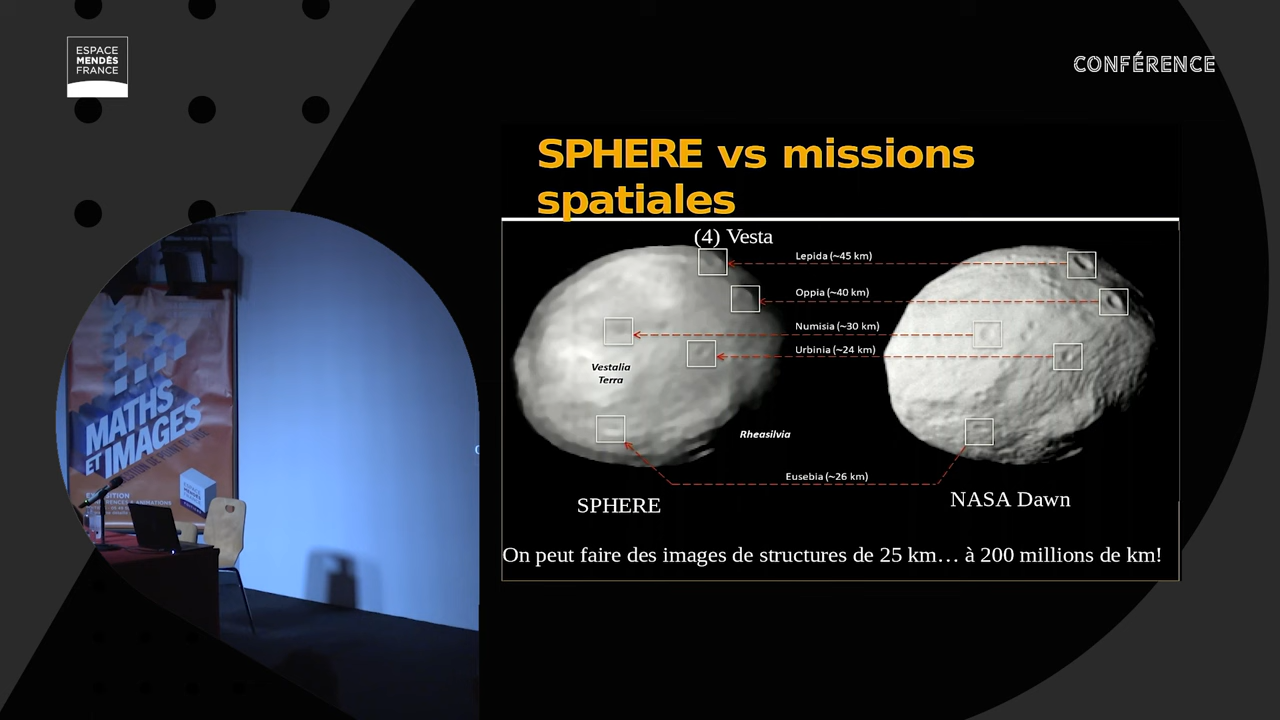 ESPACE
MENDÈS
FRANCE
CONFÉRENCE
SPHERE vs missions
spatiales
(4) Vesta
Lepida (~45 km)
Oppia (~40 km)
Numisia (~30 km)
Urbinia (~24 km)
Vestalia
Terra
Rheasilvia
Eusebia (~26 km)
SPHERE
NASA Dawn
On peut faire des images de structures de 25 km… à 200 millions de km!
MATHS
ET IMAGES